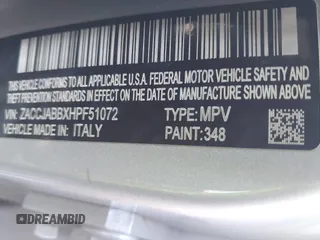 THIS VEHICLE CONFORMS TO ALL APPLICABLE U.S.A. FEDERAL MOTOR VEHICLE SAFETY AND
THEFT PREVENTION STANDARDS IN EFFECT ON THE DATE OF MANUFACTURE SHOWN ABOVE.
VIN: ZACCJABBXHPF51072 TYPE: MPV
VEHICLE MADE IN: ITALY PAINT: 348
DREAMBID